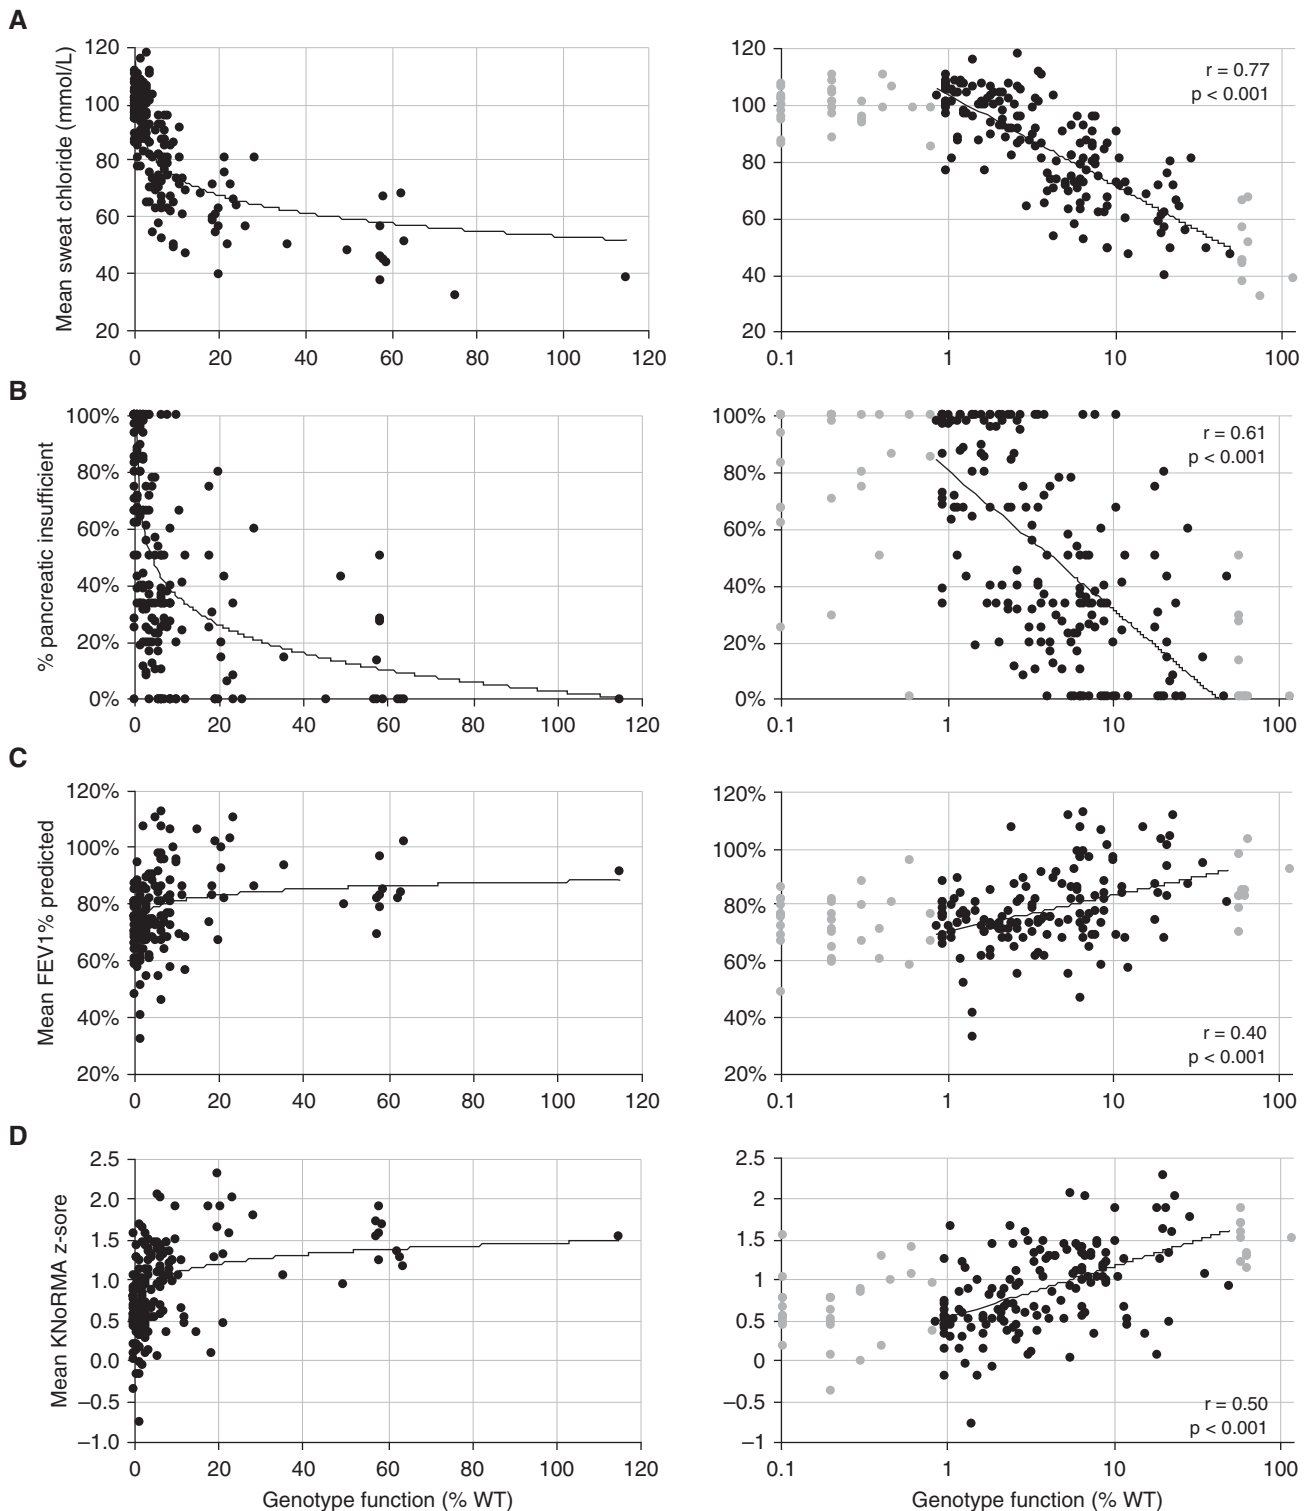 A
Mean sweat chloride (mmol/L)
120
100
80
60
40
20
0 20 40 60 80 100 120
120
100
80
60
40
20
0.1 1 10 100
r = 0.77
p < 0.001
B
% pancreatic insufficient
100%
80%
60%
40%
20%
0%
0 20 40 60 80 100 120
100%
80%
60%
40%
20%
0%
0.1 1 10 100
r = 0.61
p < 0.001
C
Mean FEV1% predicted
120%
100%
80%
60%
40%
20%
0 20 40 60 80 100 120
120%
100%
80%
60%
40%
20%
0.1 1 10 100
r = 0.40
p < 0.001
D
Mean KNoRMA z-sore
2.5
2.0
1.5
1.0
0.5
0.0
–0.5
–1.0
0 20 40 60 80 100 120
Genotype function (% WT)
2.5
2
1.5
1
0.5
0
–0.5
–1
0.1 1 10 100
r = 0.50
p < 0.001
Genotype function (% WT)